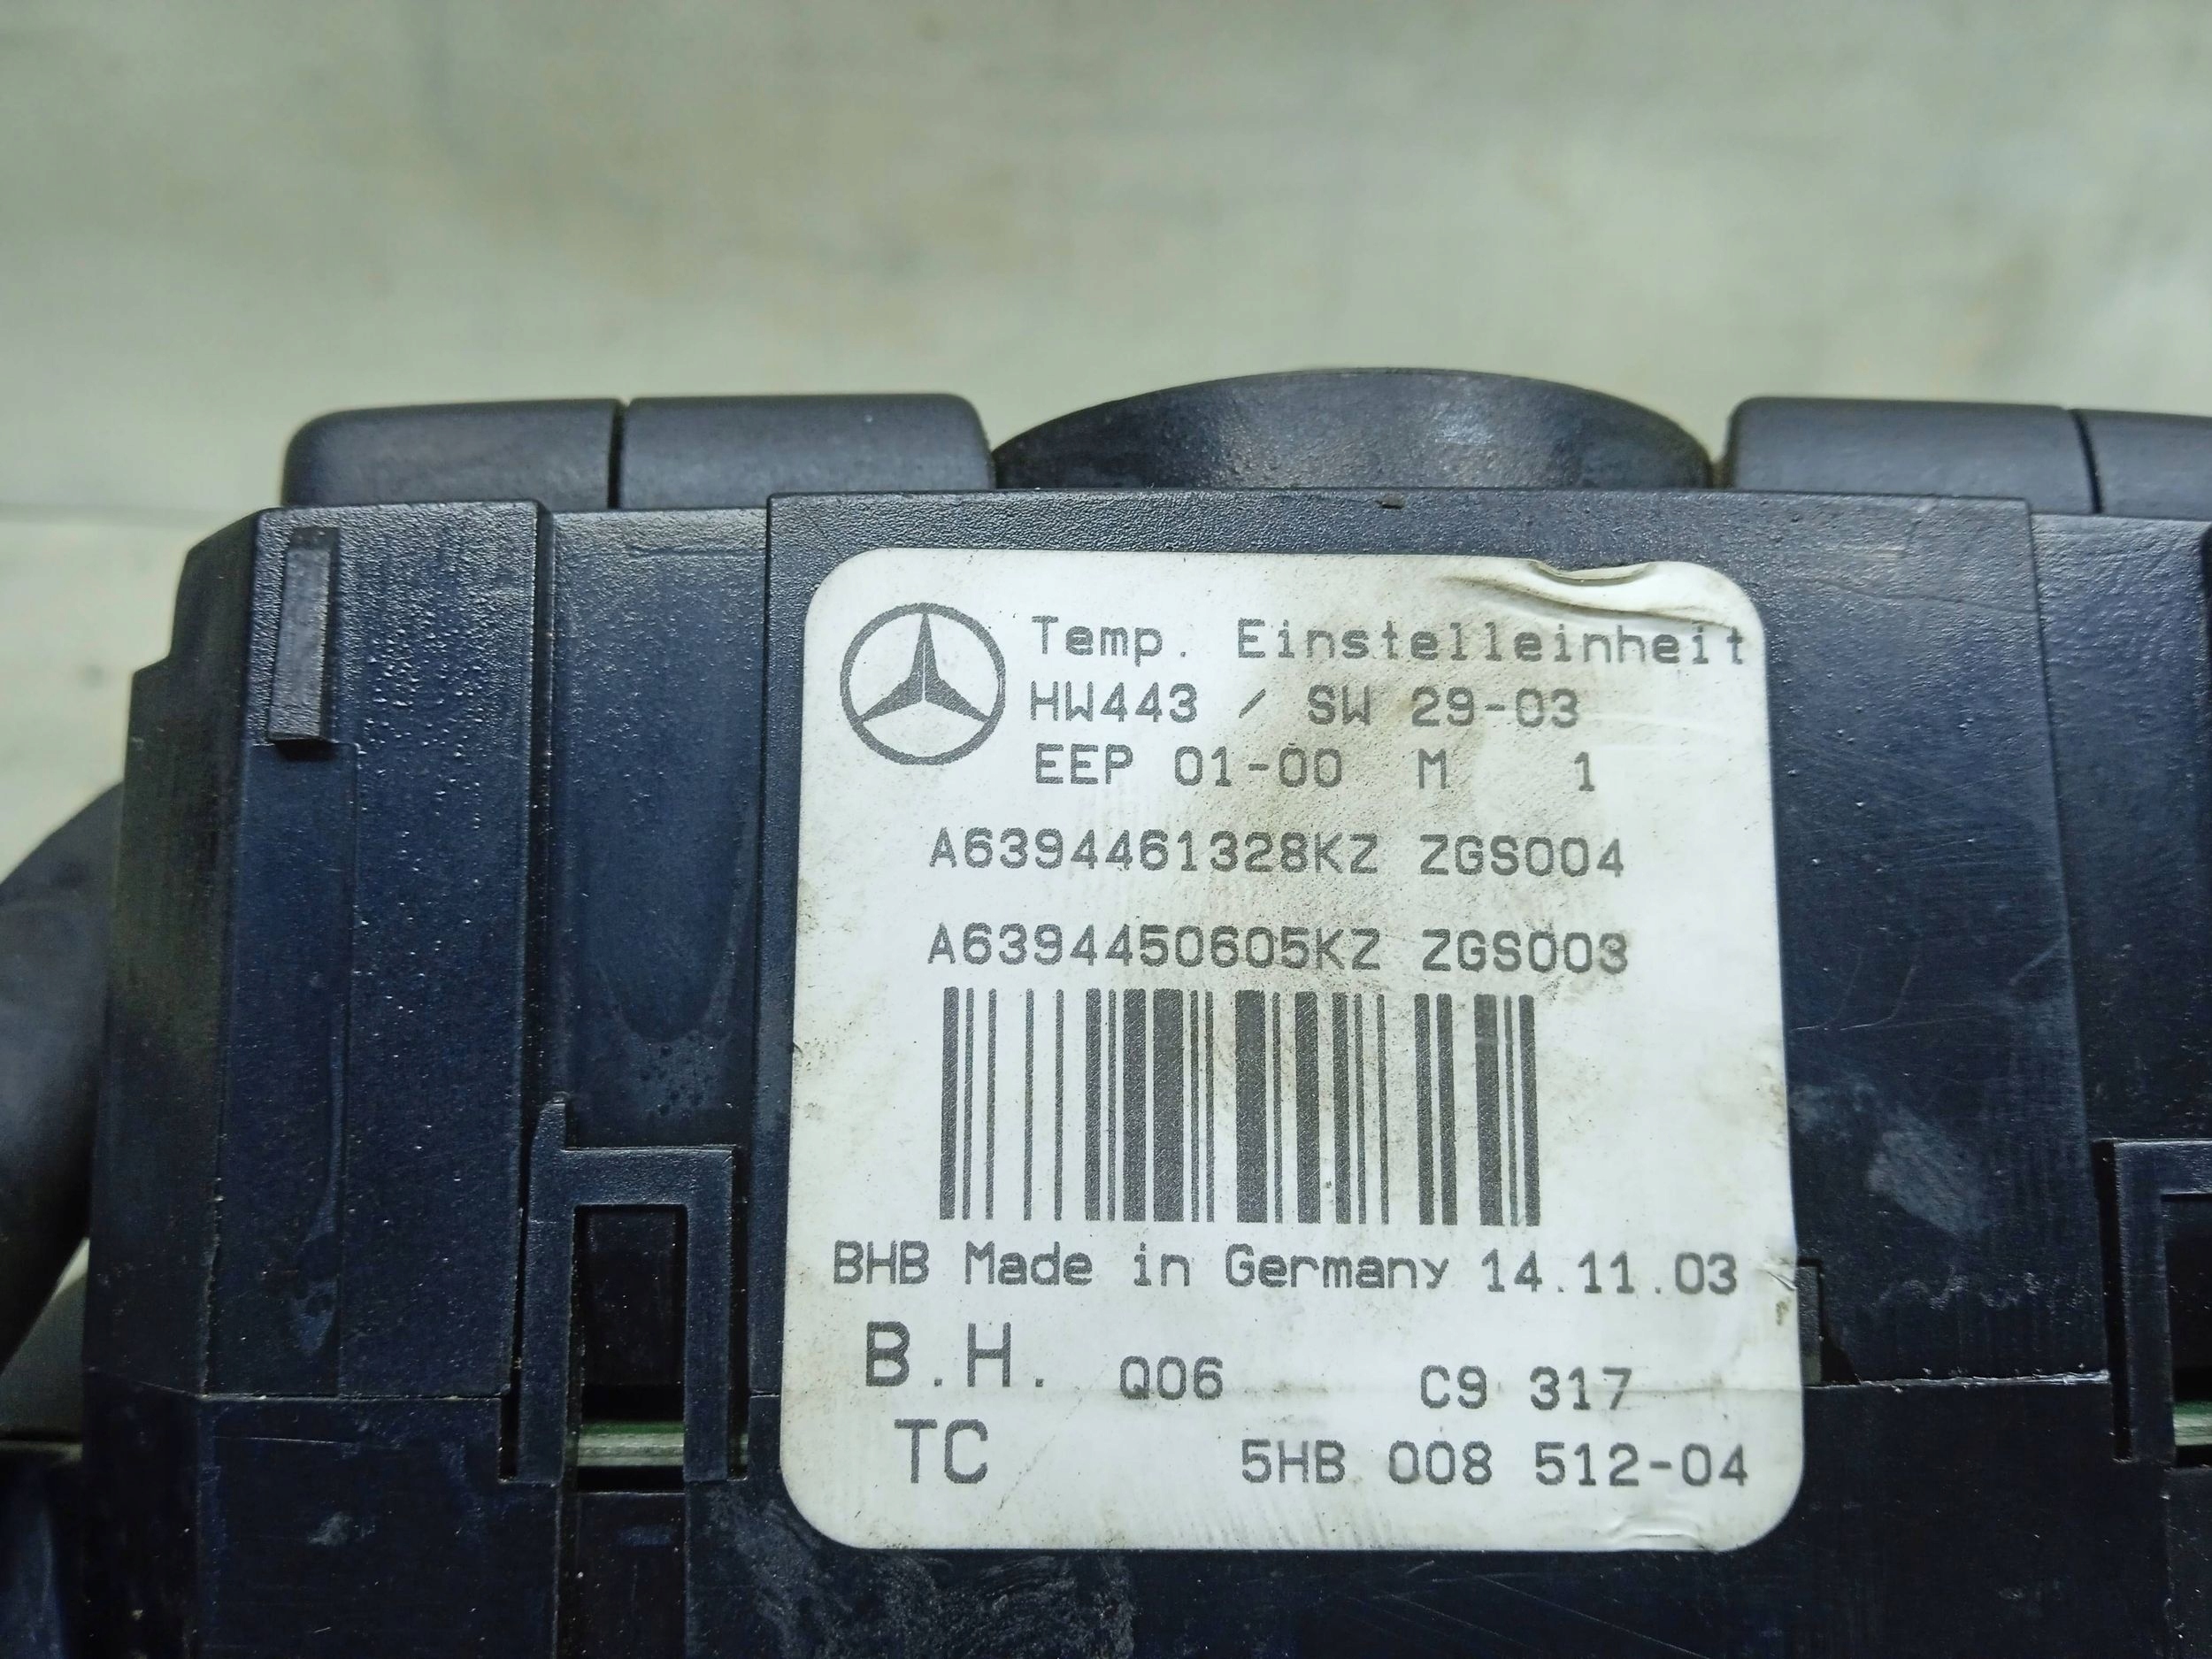 Temp. Einstelleinheit
HW443 / SW 29-03
EEP 01-00 M 1
A6394461328KZ ZGS004
A6394450605KZ ZGS003
BHB Made in Germany 14.11.03
B.H. Q06 C9 317
TC 5HB 008 512-04